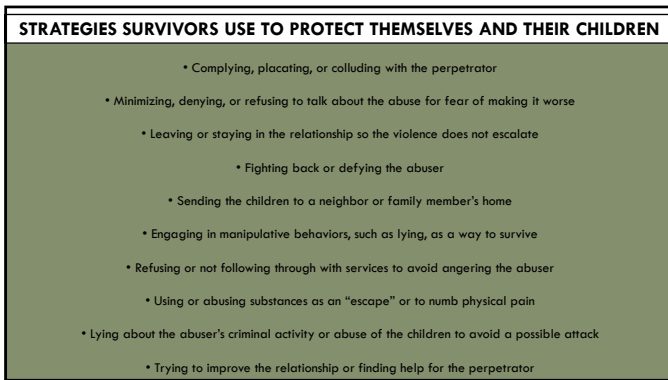 STRATEGIES SURVIVORS USE TO PROTECT THEMSELVES AND THEIR CHILDREN
• Complying, placating, or colluding with the perpetrator
• Minimizing, denying, or refusing to talk about the abuse for fear of making it worse
• Leaving or staying in the relationship so the violence does not escalate
• Fighting back or defying the abuser
• Sending the children to a neighbor or family member’s home
• Engaging in manipulative behaviors, such as lying, as a way to survive
• Refusing or not following through with services to avoid angering the abuser
• Using or abusing substances as an “escape” or to numb physical pain
• Lying about the abuser’s criminal activity or abuse of the children to avoid a possible attack
• Trying to improve the relationship or finding help for the perpetrator